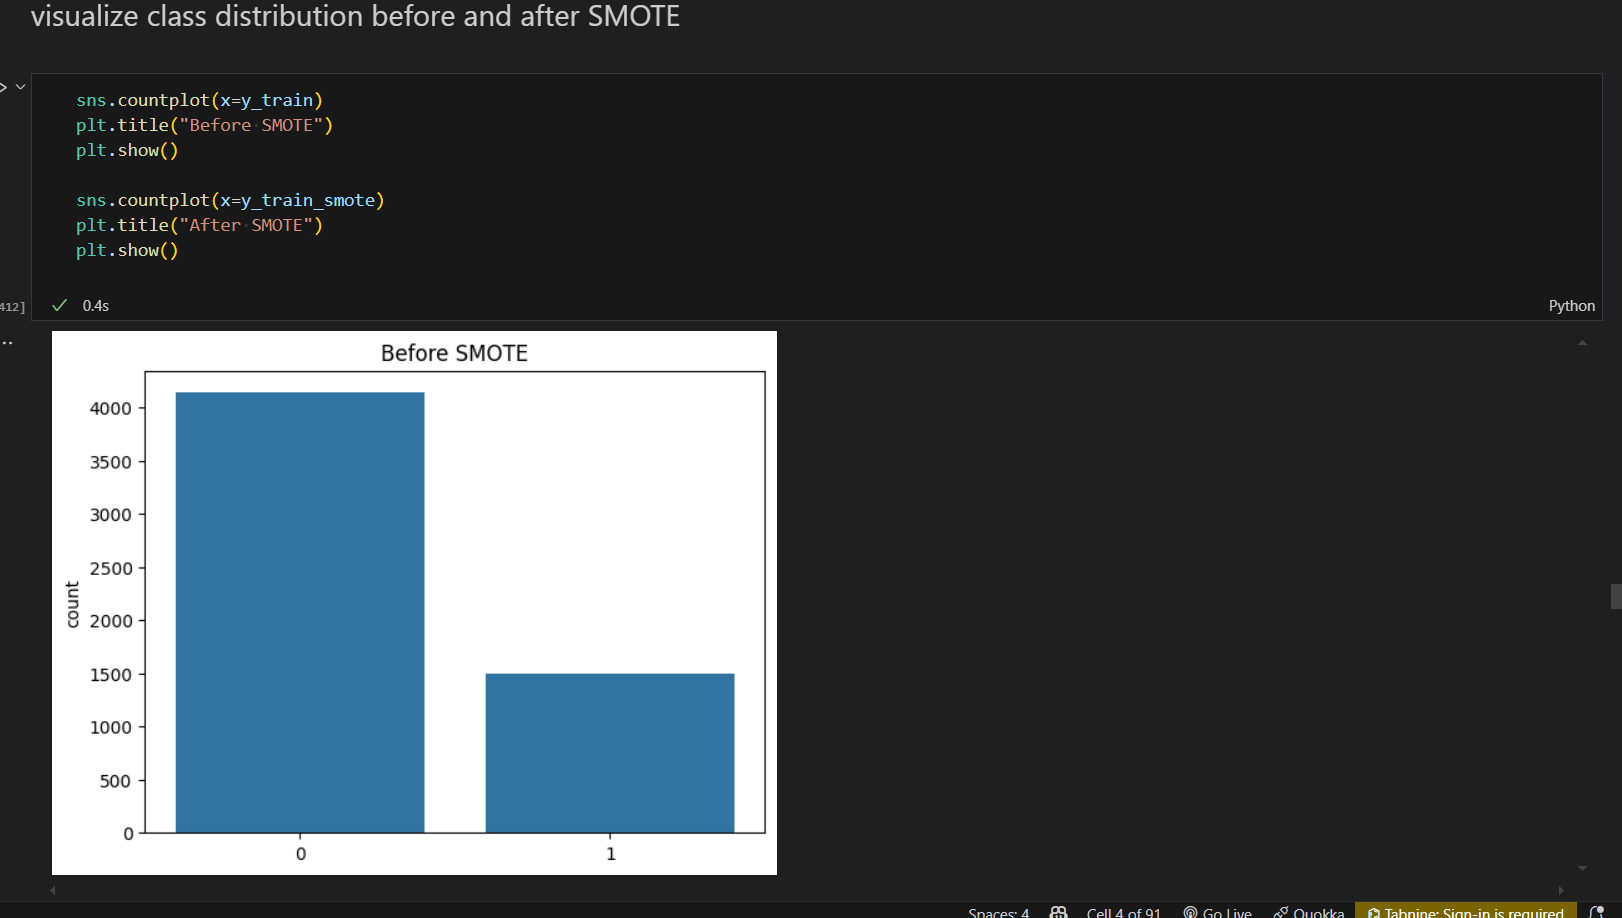 visualize class distribution before and after SMOTE
sns.countplot(x=y_train)
plt.title("Before SMOTE")
plt.show()
sns.countplot(x=y_train_smote)
plt.title("After SMOTE")
plt.show()
412]
0.4s
Python
Before SMOTE
4000
3500
3000
2500
2000
1500
1000
500
0
count
0 1
Spaces: 4 Cell 4 of 91 Go Live Quokka Tabnine: Sign-in is required